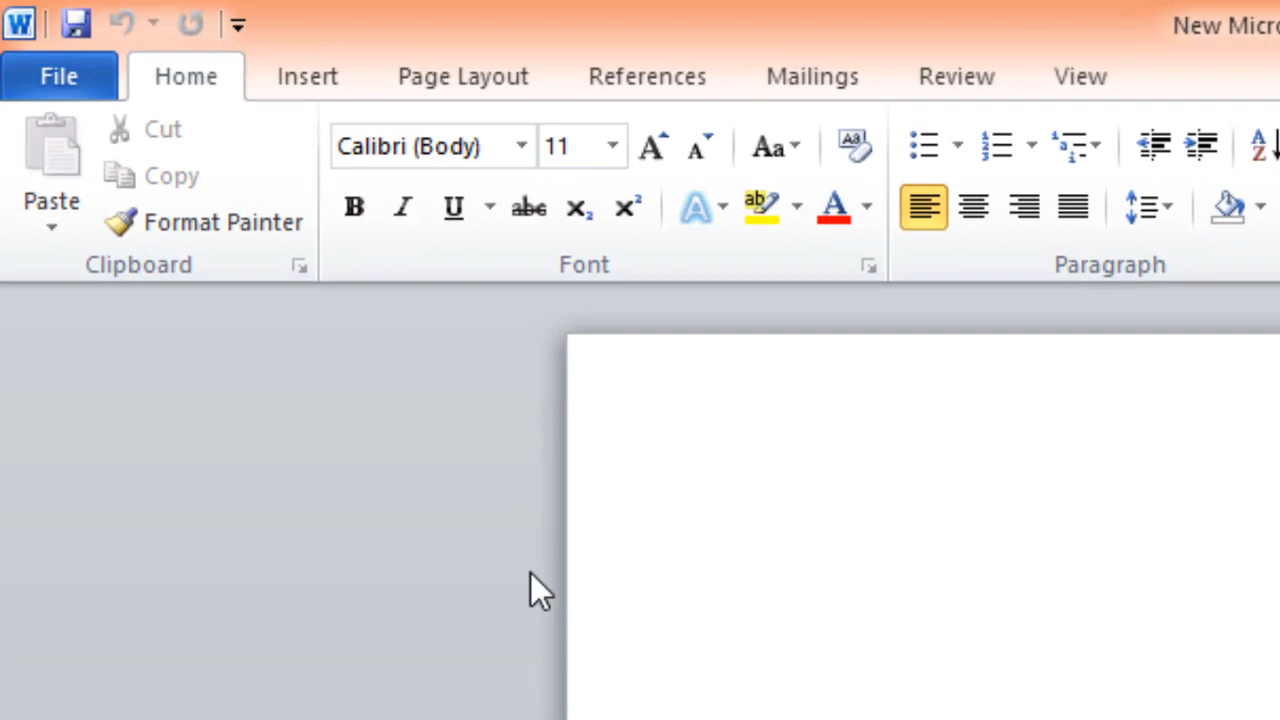 New Micro
File Home Insert Page Layout References Mailings Review View
Cut
Copy
Paste
Format Painter
Clipboard
Calibri (Body) 11
Font
Paragraph